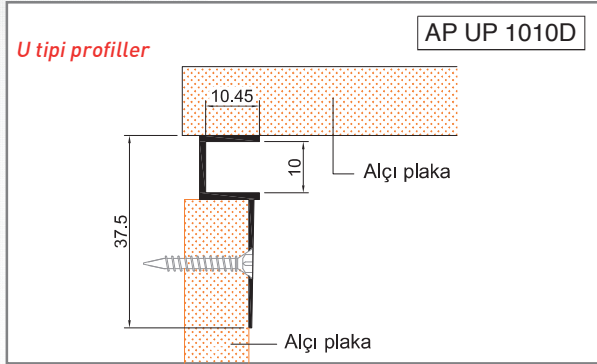 U tipi profiller
AP UP 1010D
10.45
10
Alçı plaka
37.5
Alçı plaka